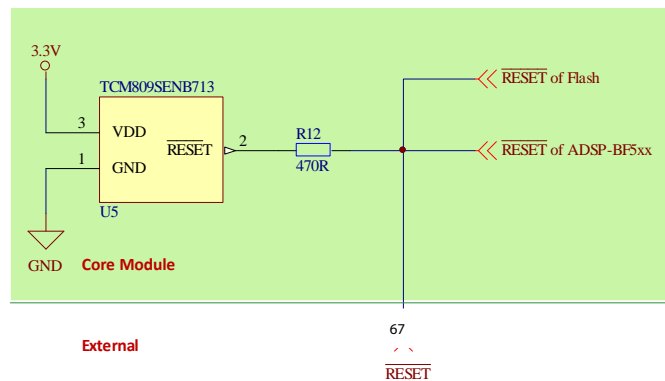 3.3V
TCM809SENB713
3 VDD
RESET 2
R12
470R
1 GND
U5
RESET of Flash
RESET of ADSP-BF5xx
GND
Core Module
External
67
RESET